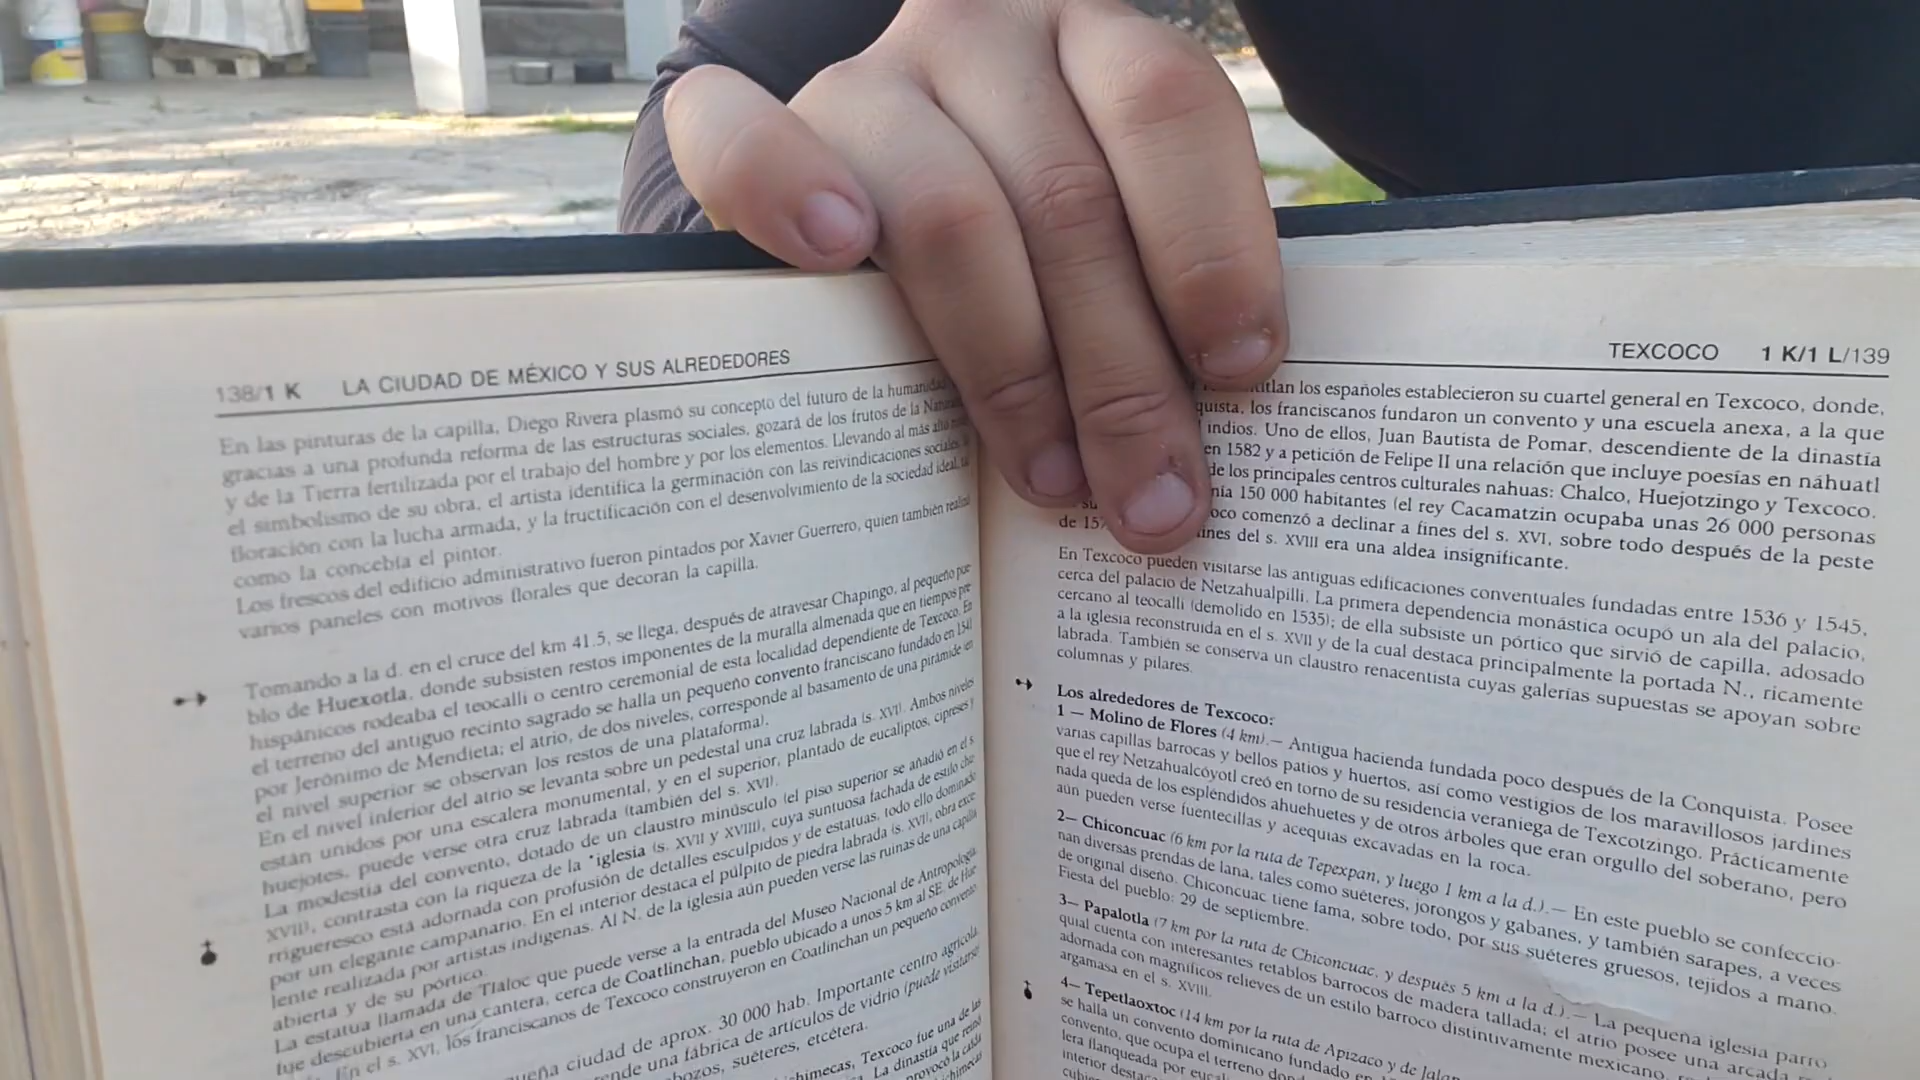 138/1 K LA CIUDAD DE MÉXICO Y SUS ALREDEDORES
En las pinturas de la capilla, Diego Rivera plasmó su concepto del futuro de la humanidad
gracias a una profunda reforma de las estructuras sociales, gozará de los frutos de la
y de la Tierra fertilizada por el trabajo del hombre y por los elementos. Llevando al más alto
el simbolismo de su obra, el artista identifica la germinación con las reivindicaciones sociales, la
floración con la lucha armada, y la fructificación con el desenvolvimiento de la sociedad ideal, tal
como la concebía el pintor.
Los frescos del edificio administrativo fueron pintados por Xavier Guerrero, quien también realizó
varios paneles con motivos florales que decoran la capilla.
Tomando a la d. en el cruce del km 41.5, se llega, después de atravesar Chapingo, al pequeño pue-
blo de Huexotla, donde subsisten restos imponentes de la muralla almenada que en tiempos pre-
hispánicos rodeaba el teocalli o centro ceremonial de esta localidad dependiente de Texcoco. En
el terreno del antiguo recinto sagrado se halla un pequeño convento franciscano fundado en 1541
por Jerónimo de Mendieta; el atrio, de dos niveles, corresponde al basamento de una pirámide (en
el nivel superior se observan los restos de una plataforma).
En el nivel inferior del atrio se levanta sobre un pedestal una cruz labrada (s. XVI). Ambos niveles
están unidos por una escalera monumental, y en el superior, plantado de eucaliptos, cipreses y
huejotes, puede verse otra cruz labrada (también del s. XVI).
La modestia del convento, dotado de un claustro minúsculo (el piso superior se añadió en el s.
XVII), contrasta con la riqueza de la *iglesia (s. XVII y XVIII), cuya suntuosa fachada de estilo chu-
rrigueresco está adornada con profusión de detalles esculpidos y de estatuas, todo ello dominado
por un elegante campanario. En el interior destaca el púlpito de piedra labrada (s. XVI), obra exce-
lente realizada por artistas indígenas. Al N. de la iglesia aún pueden verse las ruinas de una capilla
abierta y de su pórtico.
La estatua llamada de Tláloc que puede verse a la entrada del Museo Nacional de Antropología
fue descubierta en una cantera, cerca de Coatlinchan, pueblo ubicado a unos 5 km al SE. de Hue-
En el s. XVI, los franciscanos de Texcoco construyeron en Coatlinchan un pequeño convento.
ciudad de aprox. 30 000 hab. Importante centro agrícola,
una fábrica de artículos de vidrio (puede visitarse)
suéteres, etcétera.
Texcoco fue una de las
La dinastía que reinó
provocó la caída
TEXCOCO 1 K/1 L/139
los españoles establecieron su cuartel general en Texcoco, donde,
los franciscanos fundaron un convento y una escuela anexa, a la que
indios. Uno de ellos, Juan Bautista de Pomar, descendiente de la dinastía
en 1582 y a petición de Felipe II una relación que incluye poesías en náhuatl
de los principales centros culturales nahuas: Chalco, Huejotzingo y Texcoco.
150 000 habitantes (el rey Cacamatzin ocupaba unas 26 000 personas
su comenzó a declinar a fines del s. XVI, sobre todo después de la peste
de del s. XVIII era una aldea insignificante.
En Texcoco pueden visitarse las antiguas edificaciones conventuales fundadas entre 1536 y 1545,
cerca del palacio de Netzahualpilli. La primera dependencia monástica ocupó un ala del palacio,
cercano al teocalli (demolido en 1535); de ella subsiste un pórtico que sirvió de capilla, adosado
a la iglesia reconstruida en el s. XVII y de la cual destaca principalmente la portada N., ricamente
labrada. También se conserva un claustro renacentista cuyas galerías supuestas se apoyan sobre
columnas y pilares.
Los alrededores de Texcoco:
1 — Molino de Flores (4 km).— Antigua hacienda fundada poco después de la Conquista. Posee
varias capillas barrocas y bellos patios y huertos, así como vestigios de los maravillosos jardines
que el rey Netzahualcóyotl creó en torno de su residencia veraniega de Texcotzingo. Prácticamente
nada queda de los espléndidos ahuehuetes y de otros árboles que eran orgullo del soberano, pero
aún pueden verse fuentecillas y acequias excavadas en la roca.
2— Chiconcuac (6 km por la ruta de Tepexpan, y luego 1 km a la d.).— En este pueblo se confeccio-
nan diversas prendas de lana, tales como suéteres, jorongos y gabanes, y también sarapes, a veces
de original diseño. Chiconcuac tiene fama, sobre todo, por sus suéteres gruesos, tejidos a mano.
Fiesta del pueblo: 29 de septiembre.
3— Papalotla (7 km por la ruta de Chiconcuac, y después 5 km a la d.).— La pequeña iglesia parro-
quial cuenta con interesantes retablos barrocos de madera tallada; el atrio posee una arcada
adornada con magníficos relieves de un estilo barroco distintivamente mexicano,
argamasa en el s. XVIII.
4— Tepetlaoxtoc (14 km por la ruta de Apizaco y de
se halla un convento dominicano fundado en
convento, que ocupa el terreno
lera flanqueada por
interior